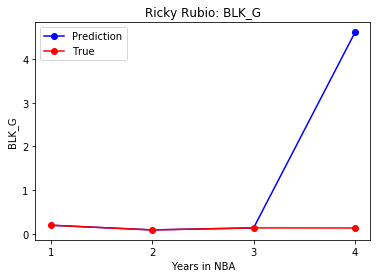 Ricky Rubio: BLK_G
Prediction
True
BLK_G
4
3
2
1
0
1 2 3 4
Years in NBA